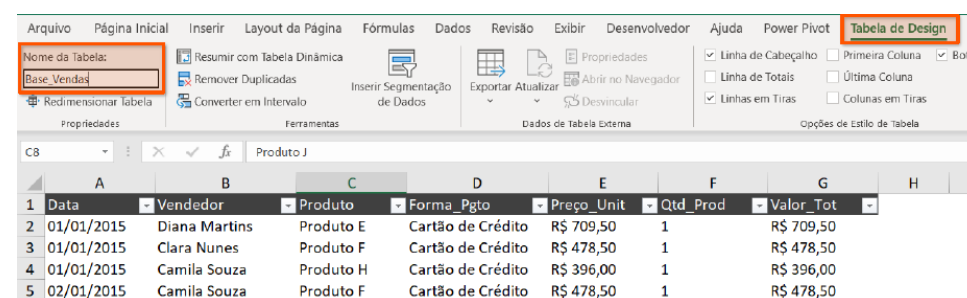 Arquivo Página Inicial Inserir Layout da Página Fórmulas Dados Revisão Exibir Desenvolvedor Ajuda Power Pivot Tabela de Design
Nome da Tabela: Resumir com Tabela Dinâmica Propriedades Linha de Cabeçalho Primeira Coluna
Base_Vendas Remover Duplicadas Inserir Segmentação de Dados Exportar Atualizar Abrir no Navegador Linha de Totais Última Coluna
Redimensionar Tabela Converter em Intervalo Desvincular Linhas em Tiras Colunas em Tiras
Propriedades Ferramentas Dados de Tabela Externa Opções de Estilo de Tabela
C8 fx Produto J
A B C D E F G H
1 Data Vendedor Produto Forma_Pgto Preço_Unit Qtd_Prod Valor_Tot
2 01/01/2015 Diana Martins Produto E Cartão de Crédito R$ 709,50 1 R$ 709,50
3 01/01/2015 Clara Nunes Produto F Cartão de Crédito R$ 478,50 1 R$ 478,50
4 01/01/2015 Camila Souza Produto H Cartão de Crédito R$ 396,00 1 R$ 396,00
5 02/01/2015 Camila Souza Produto F Cartão de Crédito R$ 478,50 1 R$ 478,50